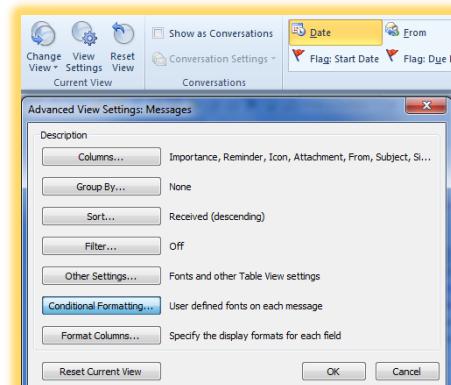 Change View View Settings Reset View
Current View
Show as Conversations
Conversation Settings
Conversations
Date From
Flag: Start Date Flag: Due
Advanced View Settings: Messages
Description
Columns... Importance, Reminder, Icon, Attachment, From, Subject, Si...
Group By... None
Sort... Received (descending)
Filter... Off
Other Settings... Fonts and other Table View settings
Conditional Formatting... User defined fonts on each message
Format Columns... Specify the display formats for each field
Reset Current View OK Cancel